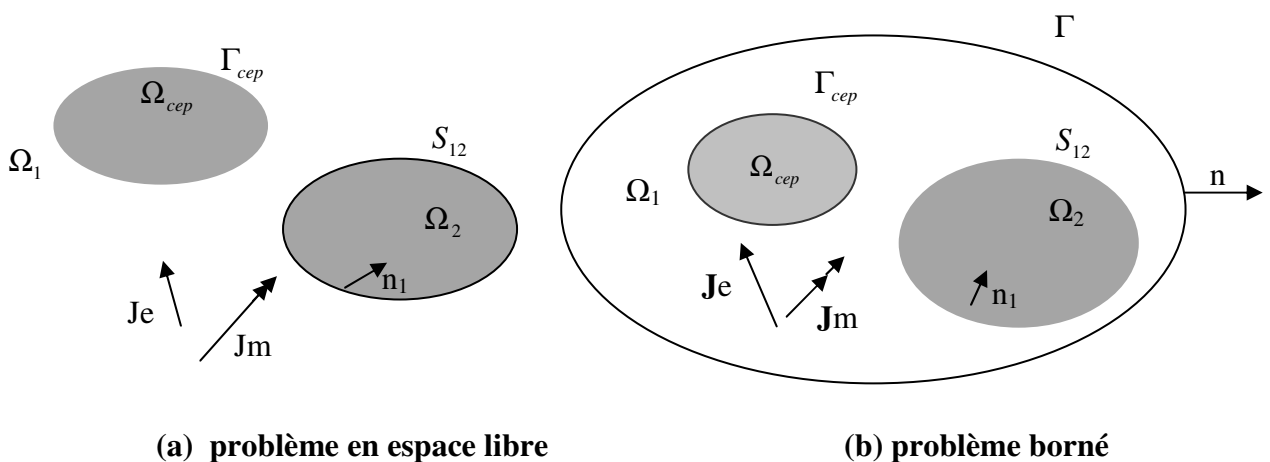 Γcep
Ωcep
Ω1
S12
Ω2
n1
Je
Jm
(a) problème en espace libre
Γ
Γcep
Ωcep
Ω1
S12
Ω2
n
n1
Je
Jm
(b) problème borné